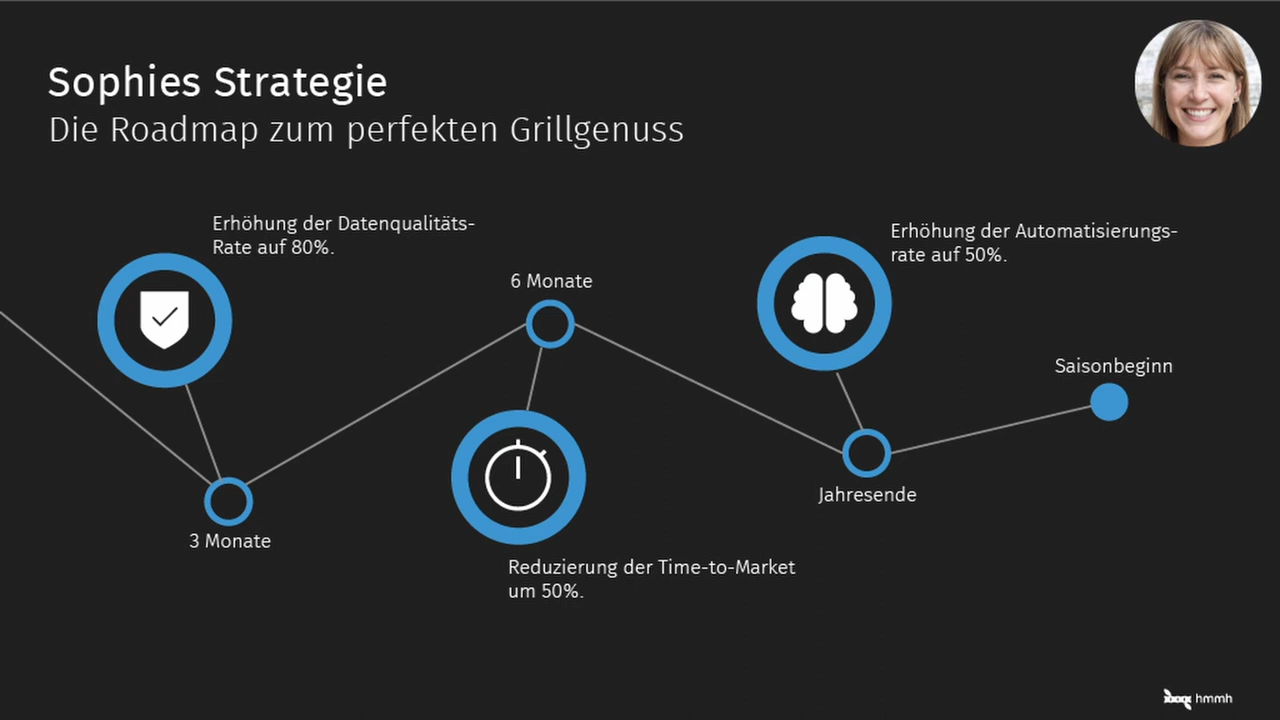 Sophies Strategie
Die Roadmap zum perfekten Grillgenuss
Erhöhung der Datenqualitäts-
Rate auf 80%.
3 Monate
6 Monate
Reduzierung der Time-to-Market
um 50%.
Erhöhung der Automatisierungs-
rate auf 50%.
Jahresende
Saisonbeginn
hmmh